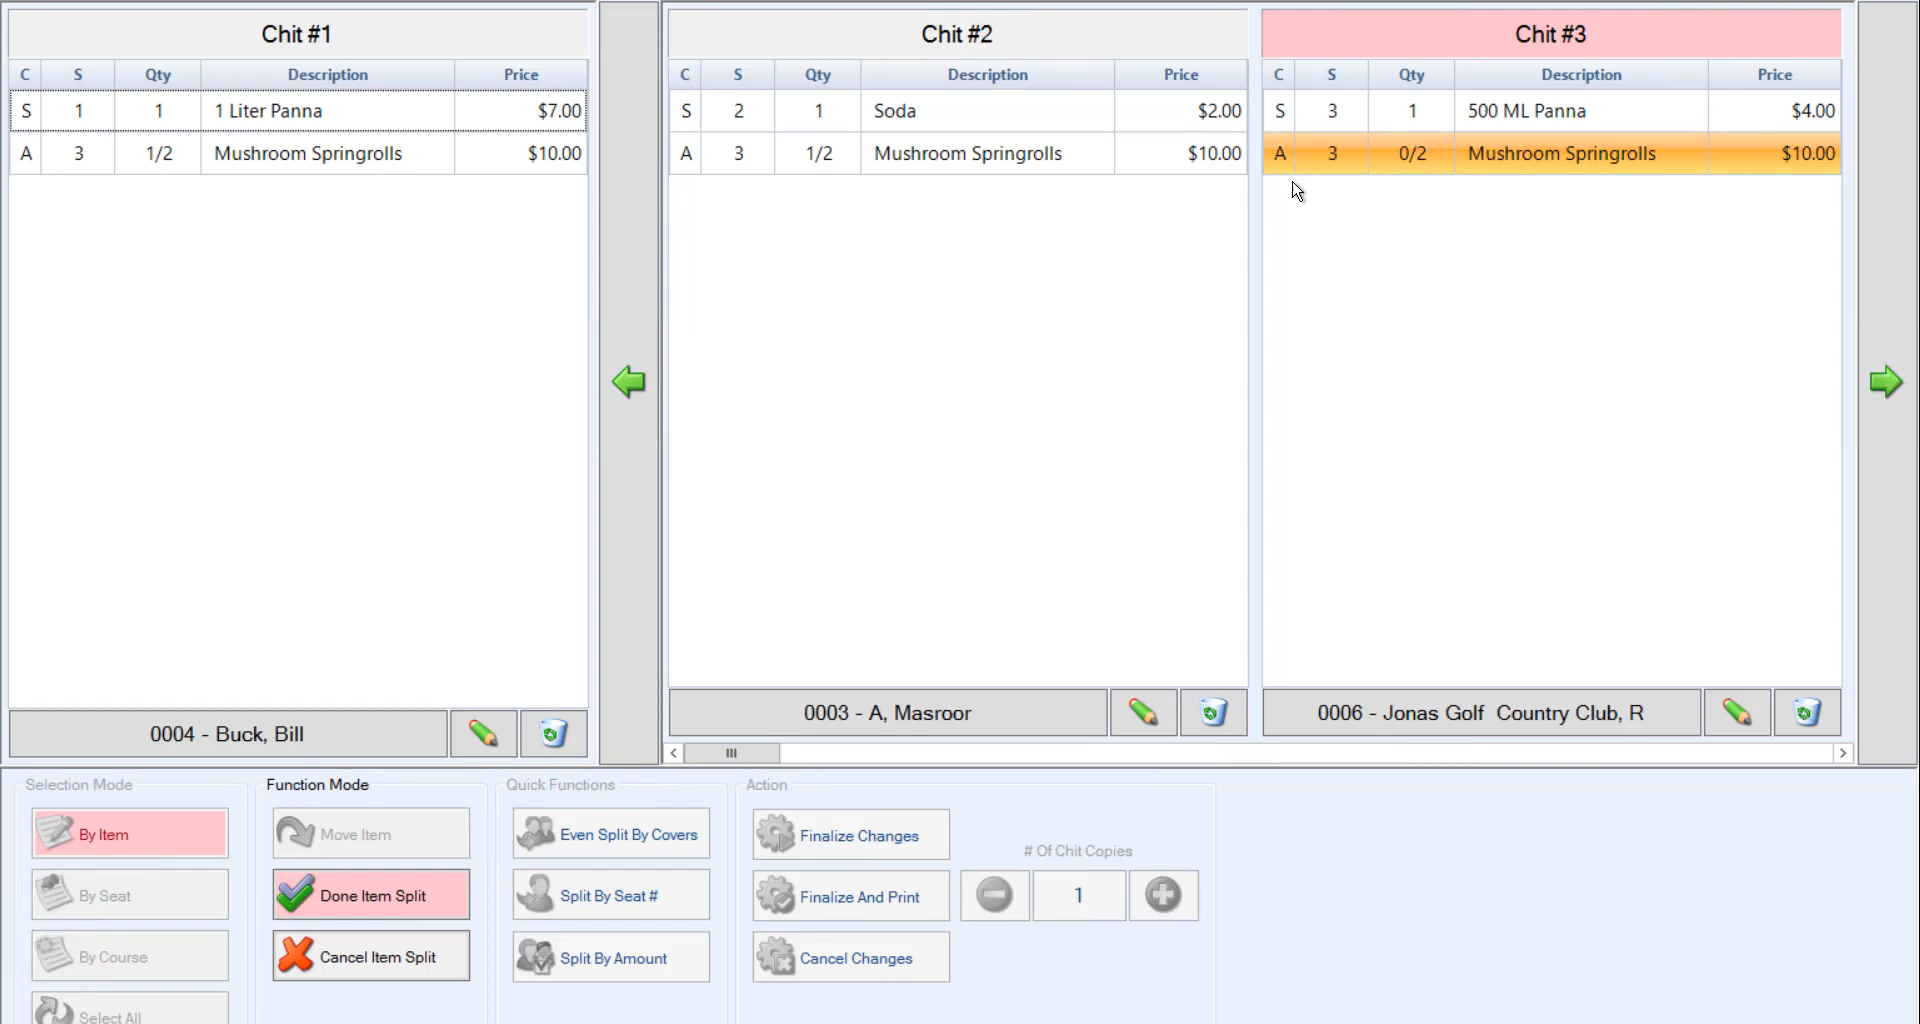 Chit #1
C S Qty Description Price
S 1 1 1 Liter Panna $7.00
A 3 1/2 Mushroom Springrolls $10.00
0004 - Buck, Bill
Chit #2
C S Qty Description Price
S 2 1 Soda $2.00
A 3 1/2 Mushroom Springrolls $10.00
0003 - A, Masroor
Chit #3
C S Qty Description Price
S 3 1 500 ML Panna $4.00
A 3 0/2 Mushroom Springrolls $10.00
0006 - Jonas Golf  Country Club, R
Selection Mode
By Item
By Seat
By Course
Select All
Function Mode
Move Item
Done Item Split
Cancel Item Split
Quick Functions
Even Split By Covers
Split By Seat #
Split By Amount
Action
Finalize Changes
Finalize And Print
Cancel Changes
# Of Chit Copies
1